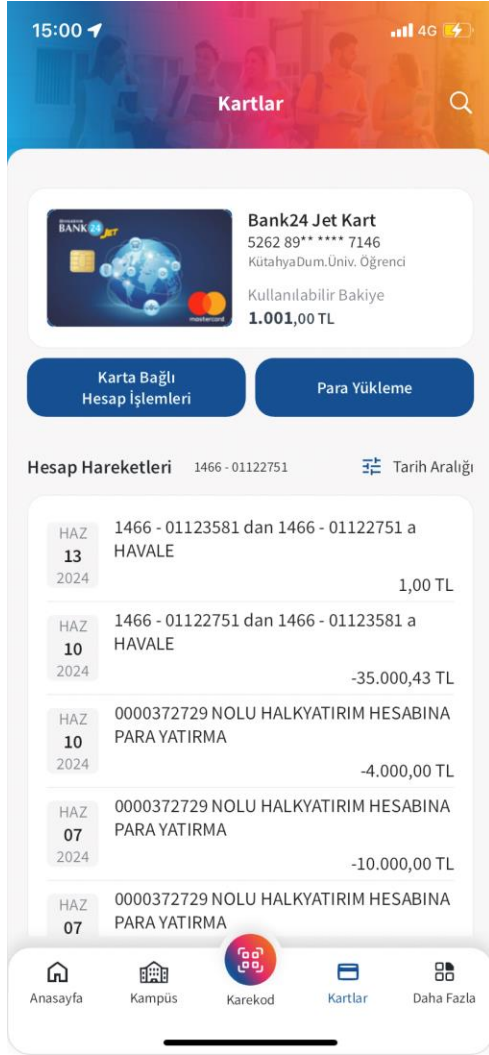 15:00
4G
Kartlar
BANK24 JET
mastercard
Bank24 Jet Kart
5262 89** **** 7146
KütahyaDum.Üniv. Öğrenci
Kullanılabilir Bakiye
1.001,00 TL
Karta Bağlı
Hesap İşlemleri
Para Yükleme
Hesap Hareketleri 1466 - 01122751 Tarih Aralığı
HAZ
13
2024
1466 - 01123581 dan 1466 - 01122751 a
HAVALE
1,00 TL
HAZ
10
2024
1466 - 01122751 dan 1466 - 01123581 a
HAVALE
-35.000,43 TL
HAZ
10
2024
0000372729 NOLU HALKYATIRIM HESABINA
PARA YATIRMA
-4.000,00 TL
HAZ
07
2024
0000372729 NOLU HALKYATIRIM HESABINA
PARA YATIRMA
-10.000,00 TL
HAZ
07
0000372729 NOLU HALKYATIRIM HESABINA
PARA YATIRMA
Anasayfa
Kampüs
Karekod
Kartlar
Daha Fazla